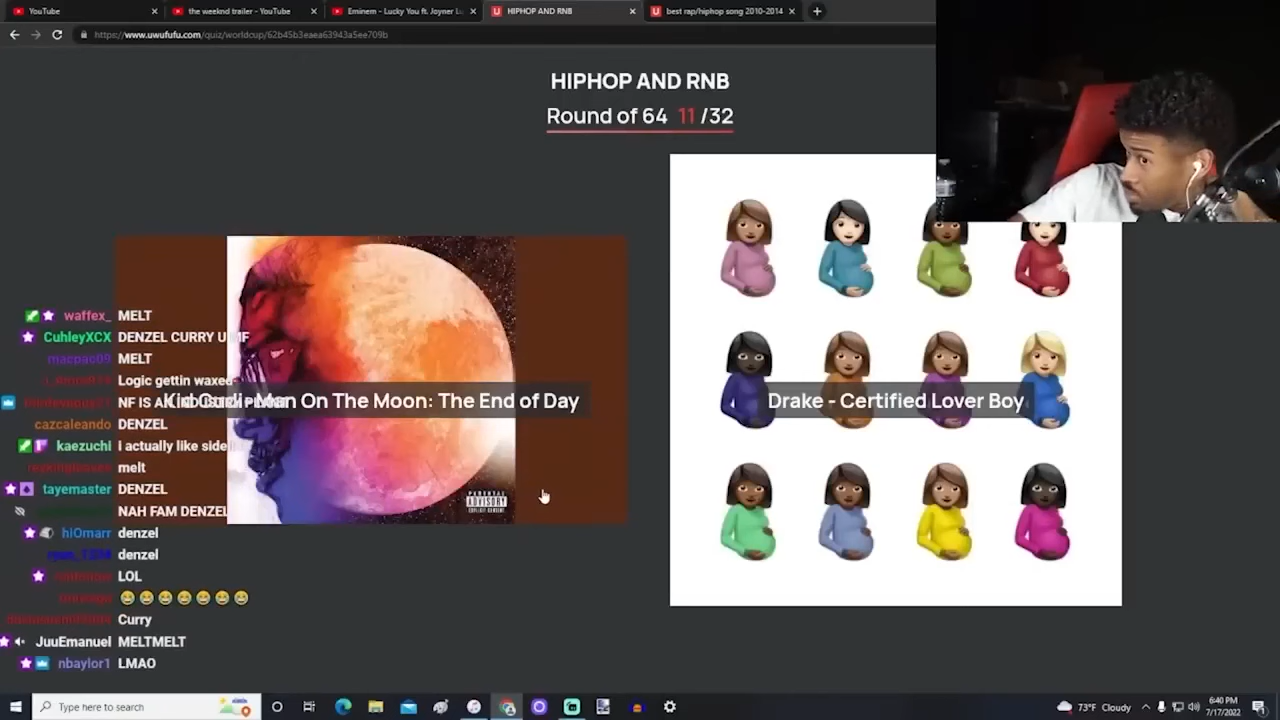 YouTube
the weeknd trailer - YouTube
Eminem - Lucky You ft. Joyner Lu
HIPHOP AND RNB
best rap/hiphop song 2010-2014
https://www.uwufufu.com/quiz/worldcup/62b45b3eaea63943a5ee709b
HIPHOP AND RNB
Round of 64 11 /32
waffex_ MELT
CuhleyXCX DENZEL CURRY U MF
macpac09 MELT
Logic gettin waxed
NF IS AN INDUSTRY
Kid Cudi - Man On The Moon: The End of Day
Drake - Certified Lover Boy
cazcaleando DENZEL
kaezuchi I actually like
melt
tayemaster DENZEL
NAH FAM DENZEL
PARENTAL
ADVISORY
EXPLICIT CONTENT
hiOmarr denzel
denzel
LOL
Curry
JuuEmanuel MELTMELT
nbaylor1 LMAO
Type here to search
73°F Cloudy
6:40 PM
7/17/2022